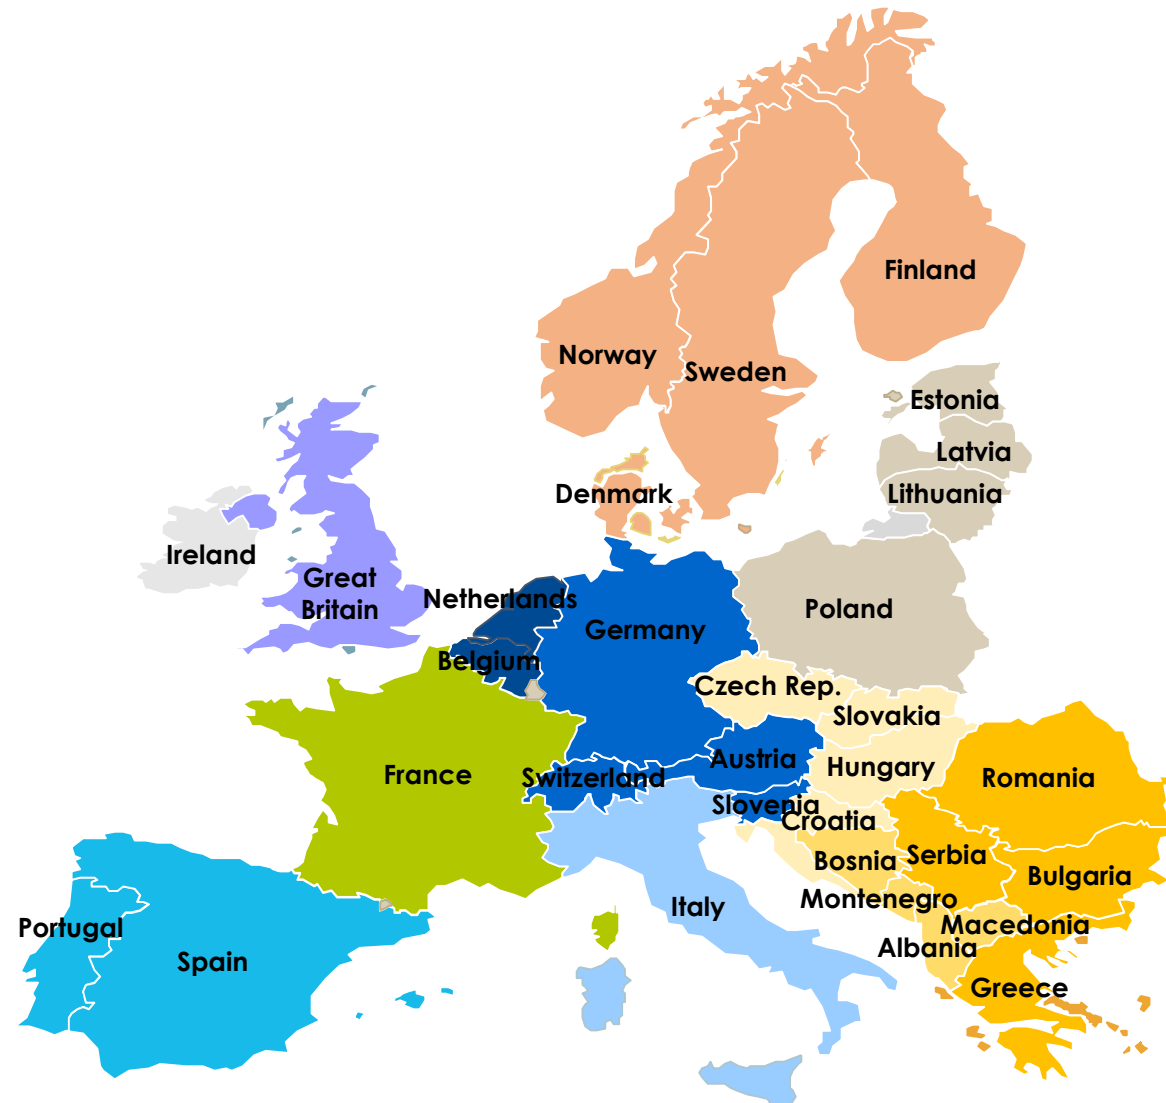 Finland
Norway
Sweden
Estonia
Latvia
Denmark
Lithuania
Ireland
Great
Britain
Netherlands
Poland
Germany
Belgium
Czech Rep.
Slovakia
Austria
France
Switzerland
Hungary
Romania
Slovenia
Croatia
Bosnia
Serbia
Bulgaria
Montenegro
Italy
Portugal
Macedonia
Albania
Spain
Greece